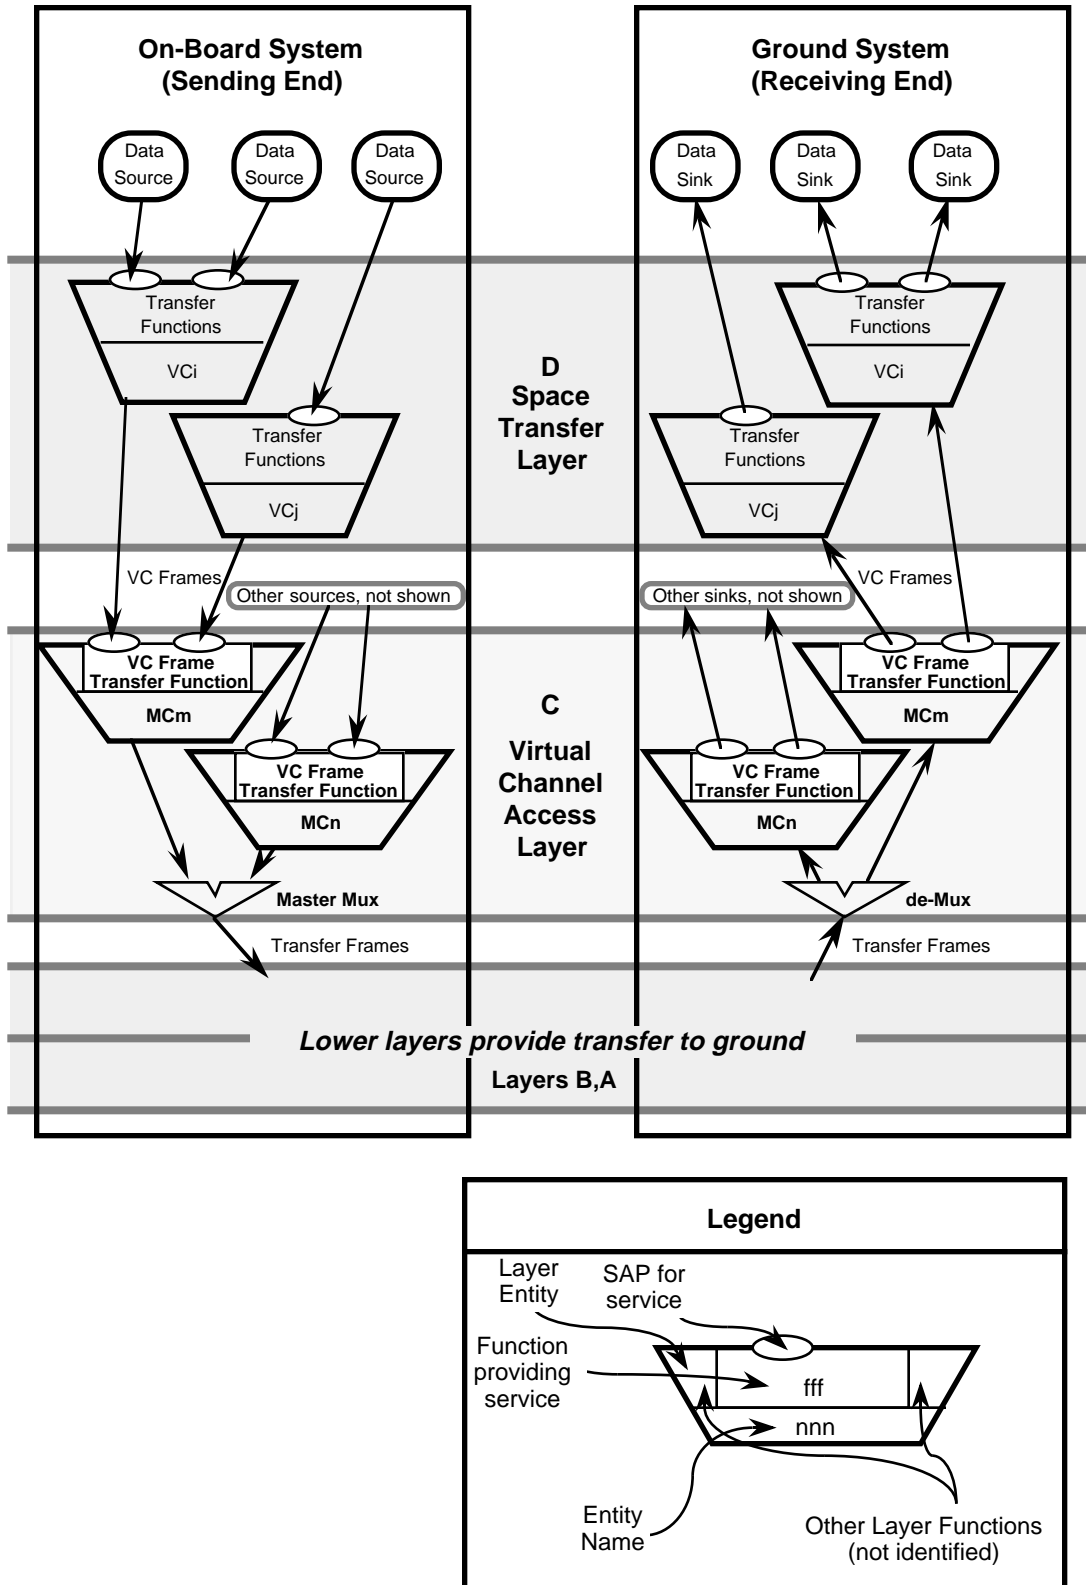 On-Board System
(Sending End)
Ground System
(Receiving End)
Data
Source
Data
Source
Data
Source
Data
Sink
Data
Sink
Data
Sink
Transfer
Functions
VCi
Transfer
Functions
VCj
D
Space
Transfer
Layer
Transfer
Functions
VCi
Transfer
Functions
VCj
VC Frames
Other sources, not shown
VC Frames
Other sinks, not shown
VC Frame
Transfer Function
MCm
VC Frame
Transfer Function
MCn
C
Virtual
Channel
Access
Layer
VC Frame
Transfer Function
MCm
VC Frame
Transfer Function
MCn
Master Mux
de-Mux
Transfer Frames
Transfer Frames
Lower layers provide transfer to ground
Layers B,A
Legend
Layer
Entity
SAP for
service
Function
providing
service
fff
nnn
Entity
Name
Other Layer Functions
(not identified)